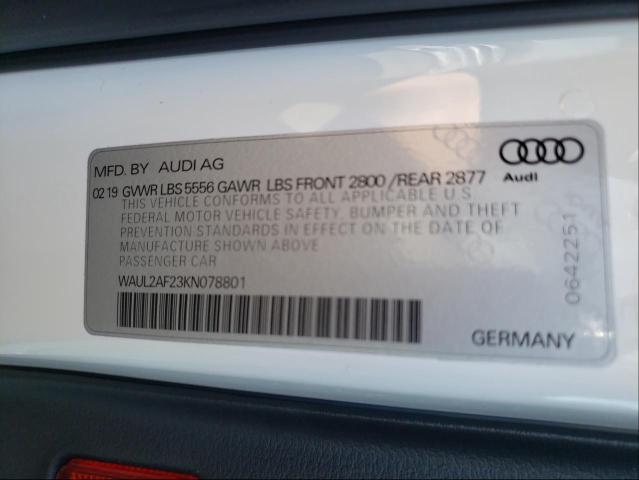 MFD. BY AUDI AG
02 19 GVWR LBS 5556 GAWR LBS FRONT 2800 /REAR 2877
THIS VEHICLE CONFORMS TO ALL APPLICABLE U.S
FEDERAL MOTOR VEHICLE SAFETY, BUMPER AND THEFT
PREVENTION STANDARDS IN EFFECT ON THE DATE OF
MANUFACTURE SHOWN ABOVE
PASSENGER CAR
WAUL2AF23KN078801
GERMANY
Audi
0642251